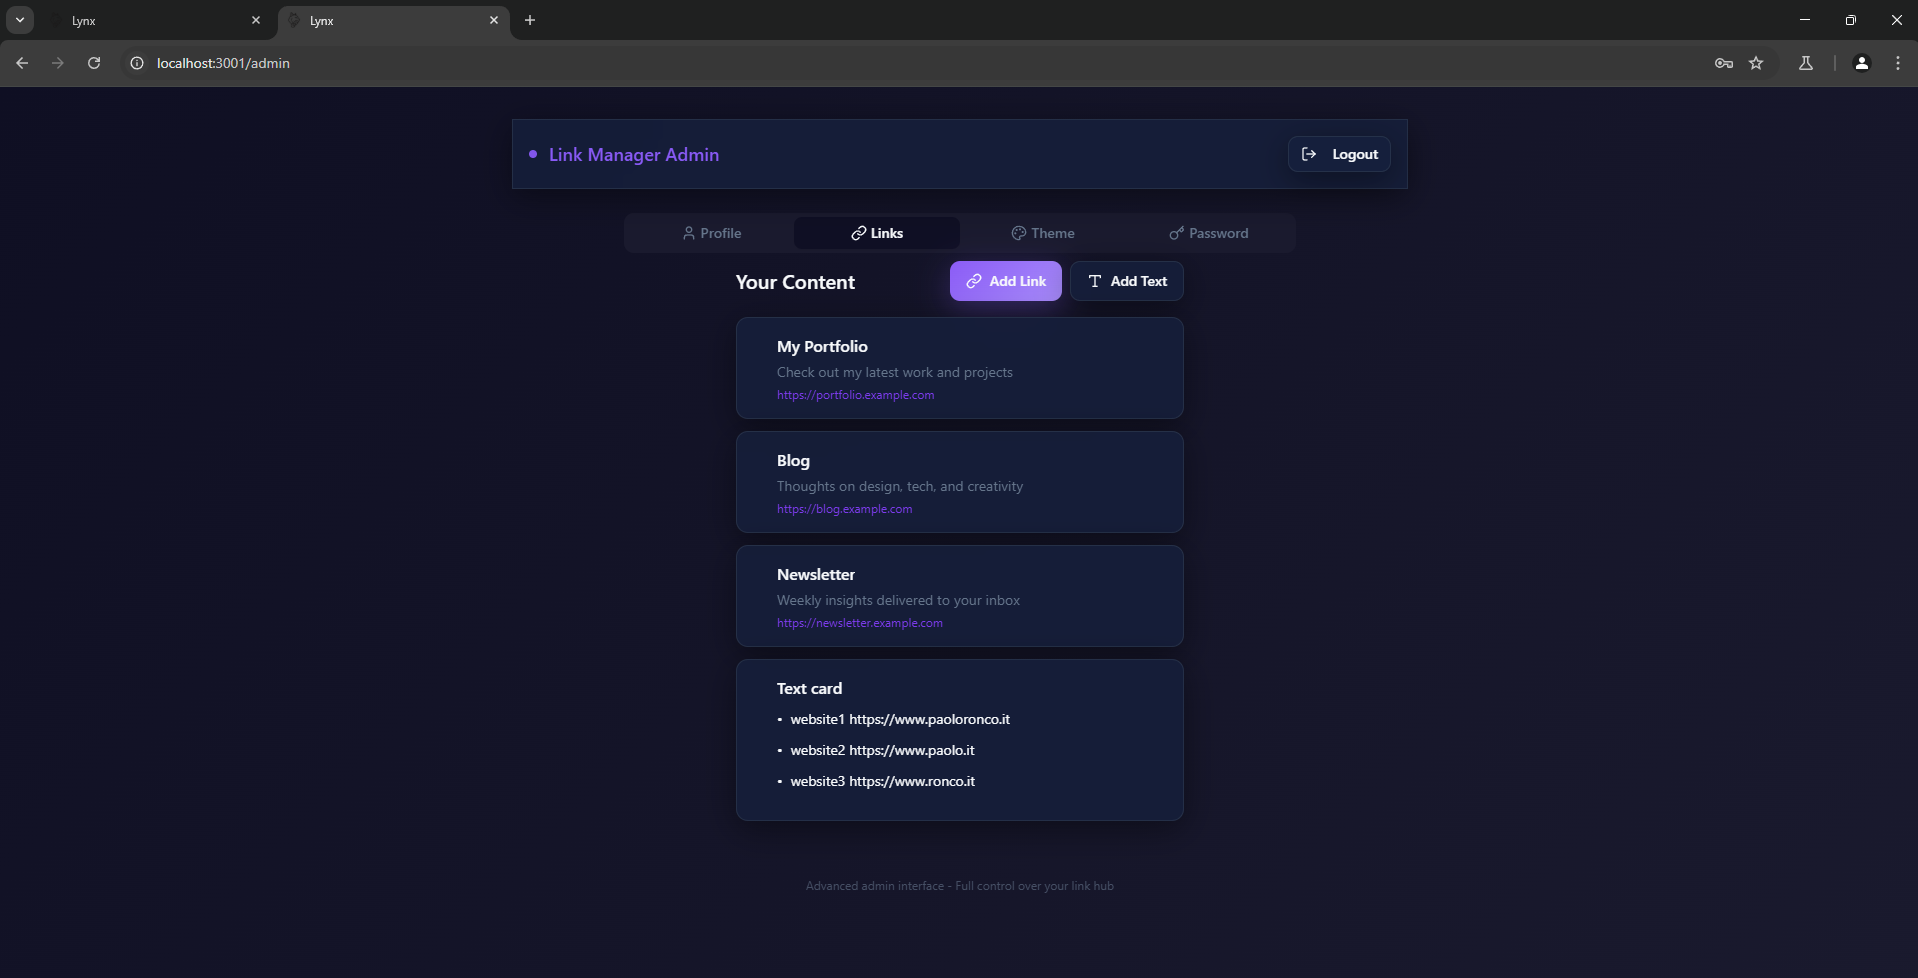 Lynx
Lynx
localhost:3001/admin
Link Manager Admin
Logout
Profile
Links
Theme
Password
Your Content
Add Link
Add Text
My Portfolio
Check out my latest work and projects
https://portfolio.example.com
Blog
Thoughts on design, tech, and creativity
https://blog.example.com
Newsletter
Weekly insights delivered to your inbox
https://newsletter.example.com
Text card
• website1 https://www.paoloronco.it
• website2 https://www.paolo.it
• website3 https://www.ronco.it
Advanced admin interface - Full control over your link hub